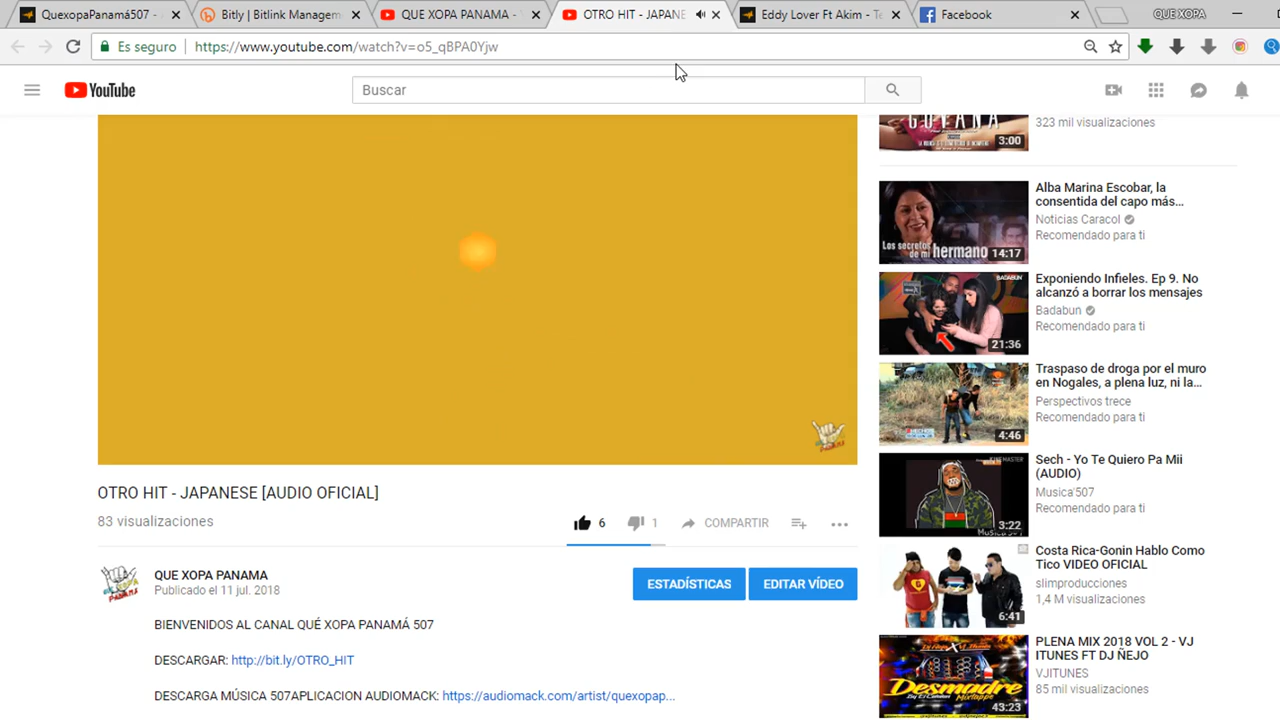 QuexopaPanamá507 -
Bitly | Bitlink Managem
QUE XOPA PANAMA - 
OTRO HIT - JAPANE
Eddy Lover Ft Akim - Te
Facebook
QUE XOPA
Es seguro
https://www.youtube.com/watch?v=o5_qBPA0Yjw
YouTube
Buscar
GUYANA
3:00
323 mil visualizaciones
Los secretos
de mi hermano
14:17
Alba Marina Escobar, la
consentida del capo más...
Noticias Caracol
Recomendado para ti
BADABUN
21:36
Exponiendo Infieles. Ep 9. No
alcanzó a borrar los mensajes
Badabun
Recomendado para ti
4:46
Traspaso de droga por el muro
en Nogales, a plena luz, ni la...
Perspectivos trece
Recomendado para ti
KINEMASTER
Musica'507
3:22
Sech - Yo Te Quiero Pa Mii
(AUDIO)
Musica'507
Recomendado para ti
6:41
Costa Rica-Gonin Hablo Como
Tico VIDEO OFICIAL
slimproducciones
1,4 M visualizaciones
Desmadre
43:23
PLENA MIX 2018 VOL 2 - VJ
ITUNES FT DJ ÑEJO
VJITUNES
85 mil visualizaciones
OTRO HIT - JAPANESE [AUDIO OFICIAL]
83 visualizaciones
6
1
COMPARTIR
QUE XOPA PANAMA
Publicado el 11 jul. 2018
ESTADÍSTICAS
EDITAR VÍDEO
BIENVENIDOS AL CANAL QUÉ XOPA PANAMÁ 507
DESCARGAR: http://bit.ly/OTRO_HIT
DESCARGA MÚSICA 507APLICACION AUDIOMACK: https://audiomack.com/artist/quexopap...